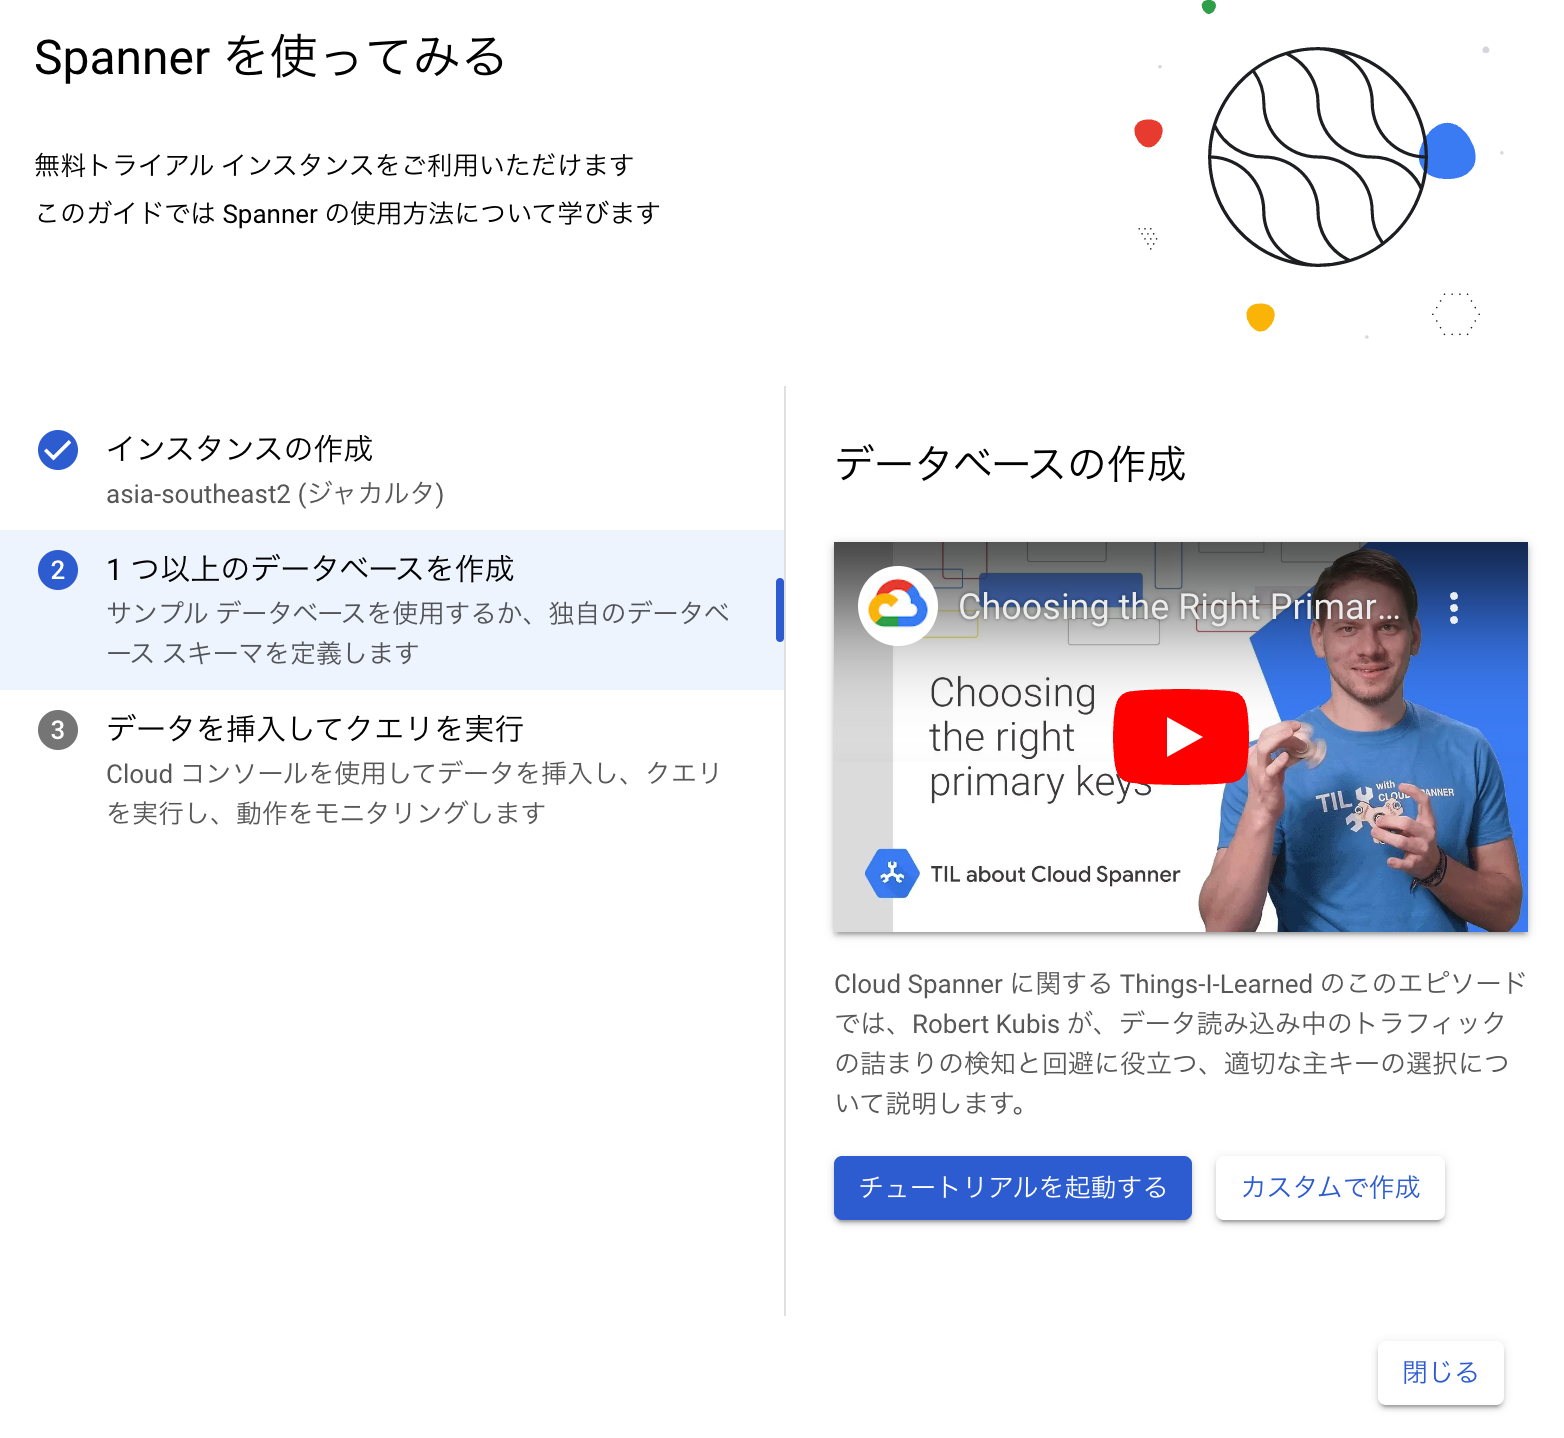 Spanner を使ってみる
無料トライアル インスタンスをご利用いただけます
このガイドでは Spanner の使用方法について学びます
インスタンスの作成
asia-southeast2 (ジャカルタ)
2
1 つ以上のデータベースを作成
サンプル データベースを使用するか、独自のデータベ
ース スキーマを定義します
3
データを挿入してクエリを実行
Cloud コンソールを使用してデータを挿入し、クエリ
を実行し、動作をモニタリングします
データベースの作成
Choosing the Right Primar...
Choosing
the right
primary keys
TIL with
CLOUD SPANNER
TIL about Cloud Spanner
Cloud Spanner に関する Things-I-Learned のこのエピソード
では、Robert Kubis が、データ読み込み中のトラフィック
の詰まりの検知と回避に役立つ、適切な主キーの選択につ
いて説明します。
チュートリアルを起動する
カスタムで作成
閉じる